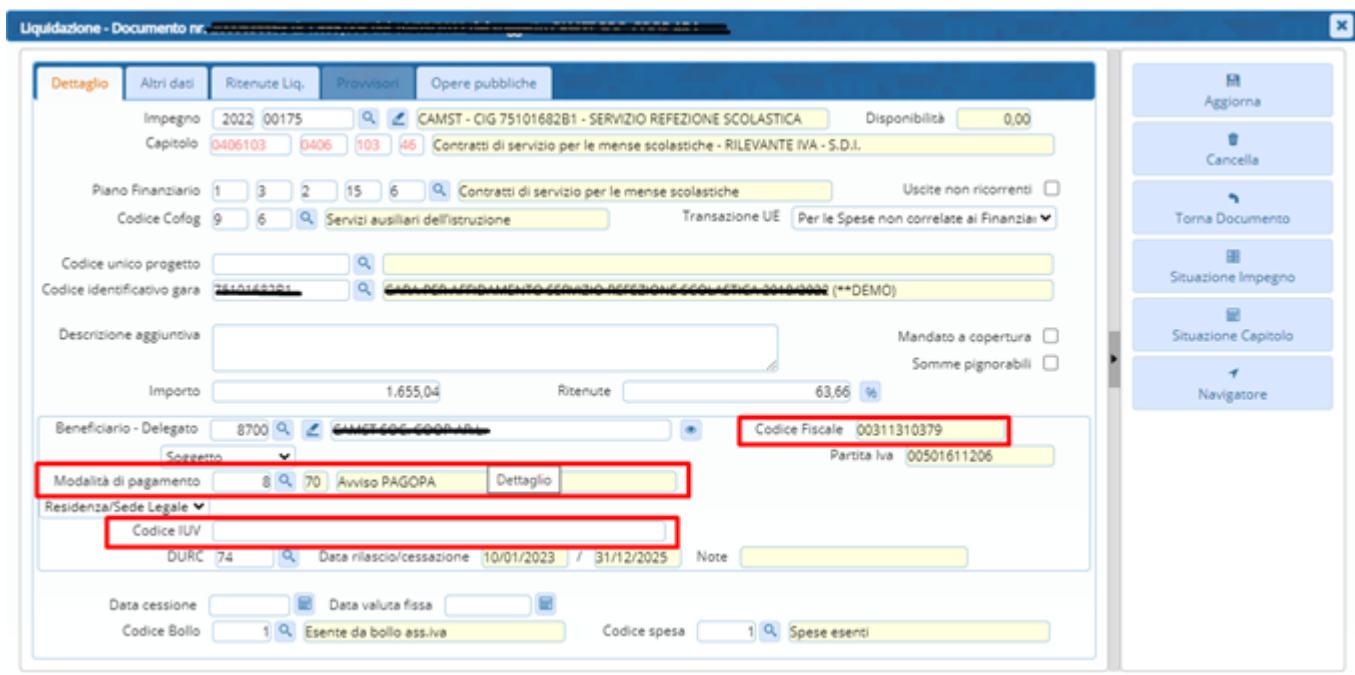 Liquidazione - Documento nr.
Dettaglio Altri dati Ritenute Liq. Provvisori Opere pubbliche
Impegno 2022 00175 CAMST - CIG 75101682B1 - SERVIZIO REFEZIONE SCOLASTICA Disponibilità 0,00
Capitolo 0406103 0406 103 46 Contratti di servizio per le mense scolastiche - RILEVANTE IVA - S.D.I.
Piano Finanziario 1 3 2 15 6 Contratti di servizio per le mense scolastiche Uscite non ricorrenti
Codice Cofog 9 6 Servizi ausiliari dell'istruzione Transazione UE Per le Spese non correlate ai Finanziar
Codice unico progetto
Codice identificativo gara (**DEMO)
Descrizione aggiuntiva Mandato a copertura
Somme pignorabili
Importo 1.655,04 Ritenute 63,66 %
Beneficiario - Delegato 8700 Codice Fiscale 00311310379
Soggetto Partita Iva 00501611206
Modalità di pagamento 8 70 Avviso PAGOPA Dettaglio
Residenza/Sede Legale
Codice IUV
DURC 74 Data rilascio/cessazione 10/01/2023 / 31/12/2025 Note
Data cessione Data valuta fissa
Codice Bollo 1 Esente da bollo ass.iva Codice spesa 1 Spese esenti
Aggiorna
Cancella
Torna Documento
Situazione Impegno
Situazione Capitolo
Navigatore